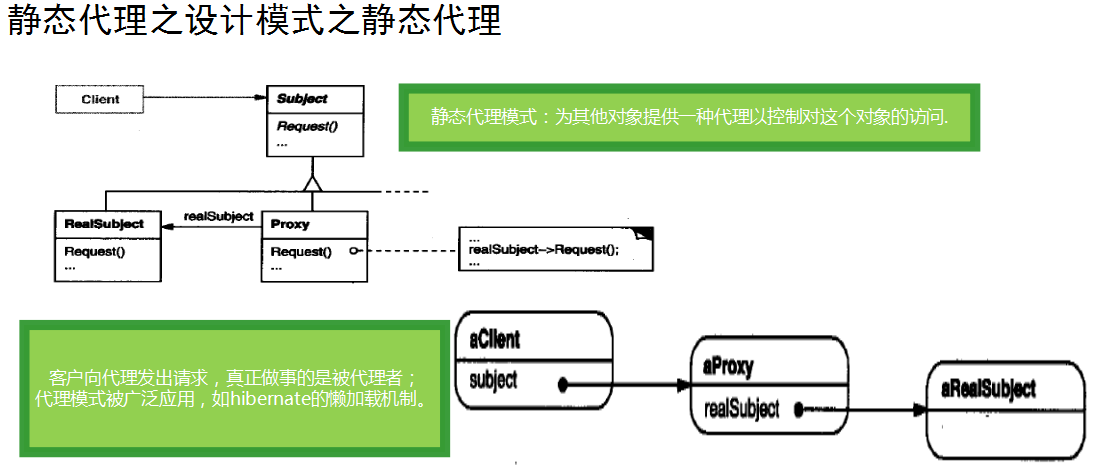 静态代理之设计模式之静态代理
Client
Subject
Request()
...
静态代理模式：为其他对象提供一种代理以控制对这个对象的访问.
RealSubject
Request()
...
realSubject
Proxy
Request()
...
...
realSubject->Request();
...
客户向代理发出请求，真正做事的是被代理者；
代理模式被广泛应用，如hibernate的懒加载机制。
aClient
subject
aProxy
realSubject
aRealSubject